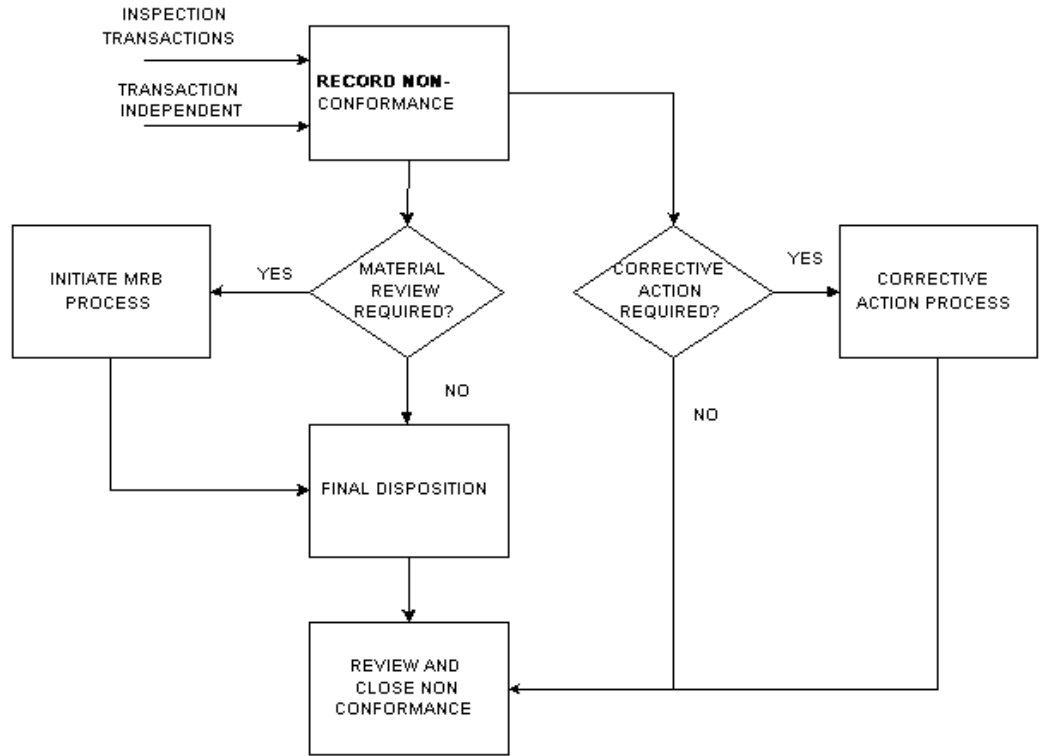 INSPECTION
TRANSACTIONS
TRANSACTION
INDEPENDENT
RECORD NON-
CONFORMANCE
INITIATE MRB
PROCESS
YES
MATERIAL
REVIEW
REQUIRED?
CORRECTIVE
ACTION
REQUIRED?
YES
CORRECTIVE
ACTION PROCESS
NO
NO
FINAL DISPOSITION
REVIEW AND
CLOSE NON
CONFORMANCE